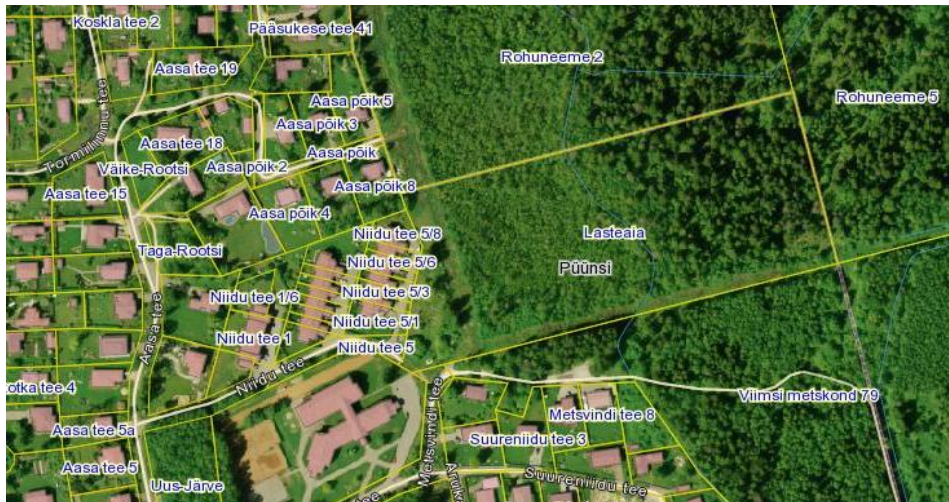 Koskla tee 2
Pääsukese tee 41
Rohuneeme 2
Aasa tee 19
Rohuneeme 5
Aasa põik 5
Aasa põik 3
Tormilinnu tee
Aasa tee 18
Aasa põik
Väike-Rootsi
Aasa põik 2
Aasa tee 15
Aasa põik 8
Aasa põik 4
Niidu tee 5/8
Lasteaia
Taga-Rootsi
Niidu tee 5/6
Püünsi
Niidu tee 1/6
Niidu tee 5/3
Aasa tee
Niidu tee 5/1
Niidu tee 1
Niidu tee 5
Niidu tee
otka tee 4
Metsvindi tee
Viimsi metskond 79
Metsvindi tee 8
Aasa tee 5a
Suureniidu tee 3
Aasa tee 5
Suureniidu tee
Uus-Järve
tee